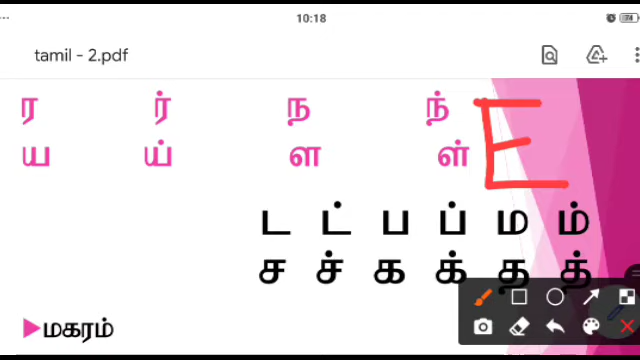 10:18
tamil - 2.pdf
ர ர் ந ந்
E
ய ய் ள ள்
ட ட் ப ப் ம ம்
ச ச் க க் த த்
மகரம்